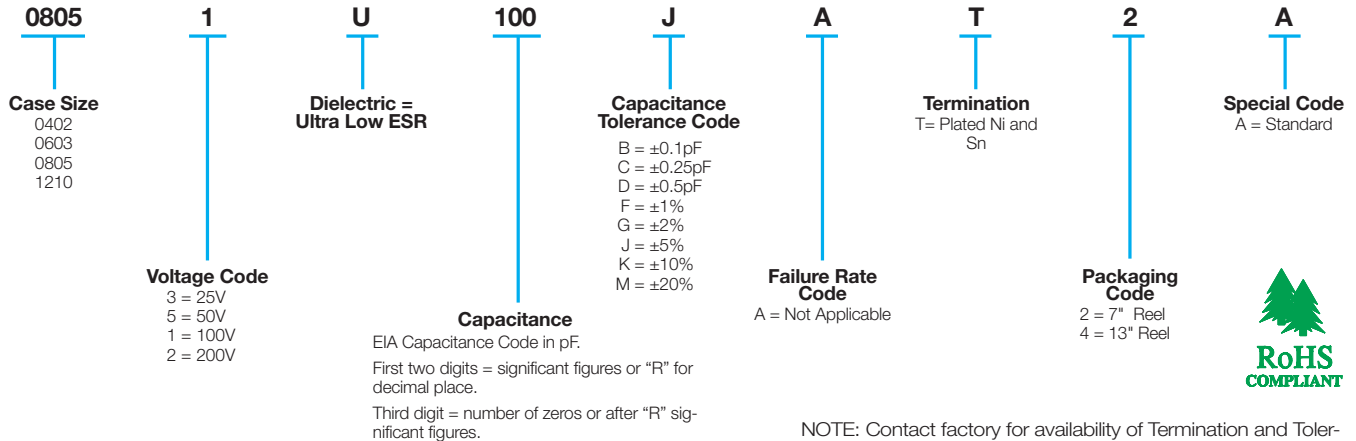 0805 1 U 100 J A T 2 A
Case Size
0402
0603
0805
1210
Voltage Code
3 = 25V
5 = 50V
1 = 100V
2 = 200V
Dielectric =
Ultra Low ESR
Capacitance
EIA Capacitance Code in pF.
First two digits = significant figures or “R” for
decimal place.
Third digit = number of zeros or after “R” sig-
nificant figures.
Capacitance
Tolerance Code
B = ±0.1pF
C = ±0.25pF
D = ±0.5pF
F = ±1%
G = ±2%
J = ±5%
K = ±10%
M = ±20%
Failure Rate
Code
A = Not Applicable
Termination
T= Plated Ni and
Sn
Packaging
Code
2 = 7" Reel
4 = 13" Reel
Special Code
A = Standard
RoHS
COMPLIANT
NOTE: Contact factory for availability of Termination and Toler-